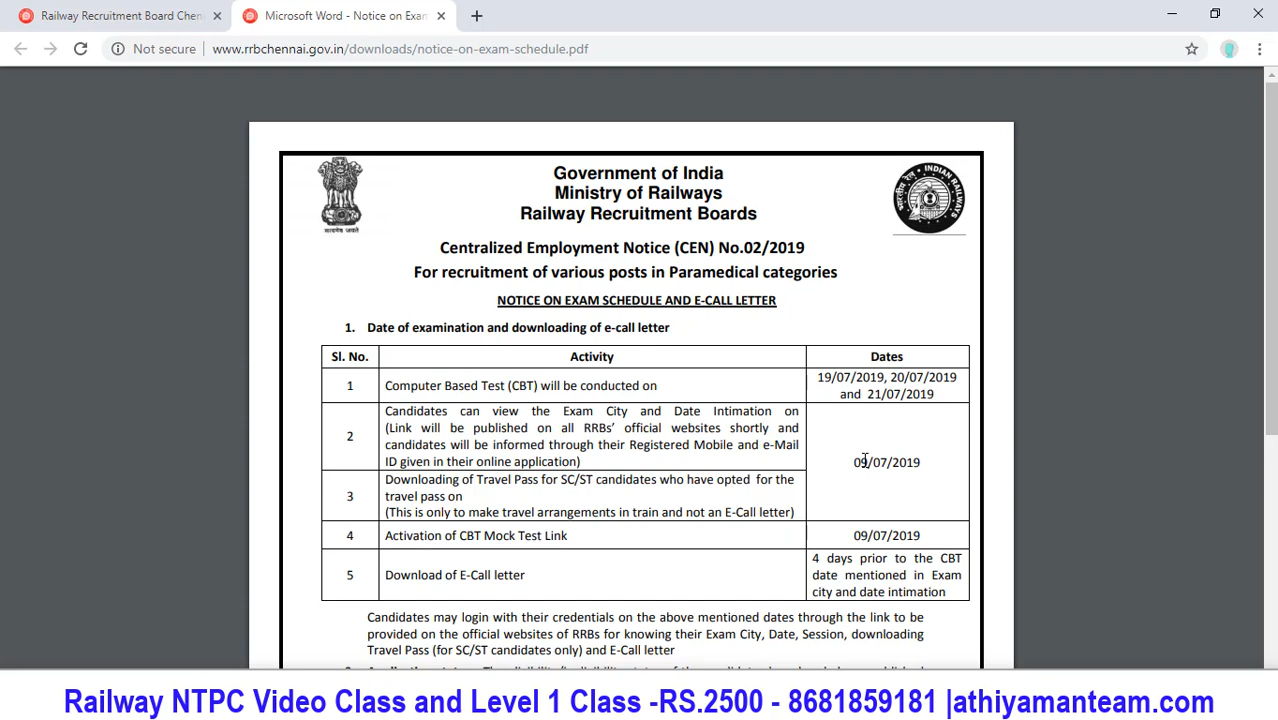 Railway Recruitment Board Chenn
Microsoft Word - Notice on Exam
Not secure
www.rrbchennai.gov.in/downloads/notice-on-exam-schedule.pdf
Government of India
Ministry of Railways
Railway Recruitment Boards
सत्यमेव जयते
INDIAN RAILWAYS
भारतीय रेल
Centralized Employment Notice (CEN) No.02/2019
For recruitment of various posts in Paramedical categories
NOTICE ON EXAM SCHEDULE AND E-CALL LETTER
1. Date of examination and downloading of e-call letter
Sl. No. Activity Dates
1 Computer Based Test (CBT) will be conducted on 19/07/2019, 20/07/2019
and 21/07/2019
2 Candidates can view the Exam City and Date Intimation on
(Link will be published on all RRBs' official websites shortly and
candidates will be informed through their Registered Mobile and e-Mail
ID given in their online application)
09/07/2019
3 Downloading of Travel Pass for SC/ST candidates who have opted for the
travel pass on
(This is only to make travel arrangements in train and not an E-Call letter)
4 Activation of CBT Mock Test Link 09/07/2019
5 Download of E-Call letter 4 days prior to the CBT
date mentioned in Exam
city and date intimation
Candidates may login with their credentials on the above mentioned dates through the link to be
provided on the official websites of RRBs for knowing their Exam City, Date, Session, downloading
Travel Pass (for SC/ST candidates only) and E-Call letter
Railway NTPC Video Class and Level 1 Class -RS.2500 - 8681859181 |athiyamanteam.com